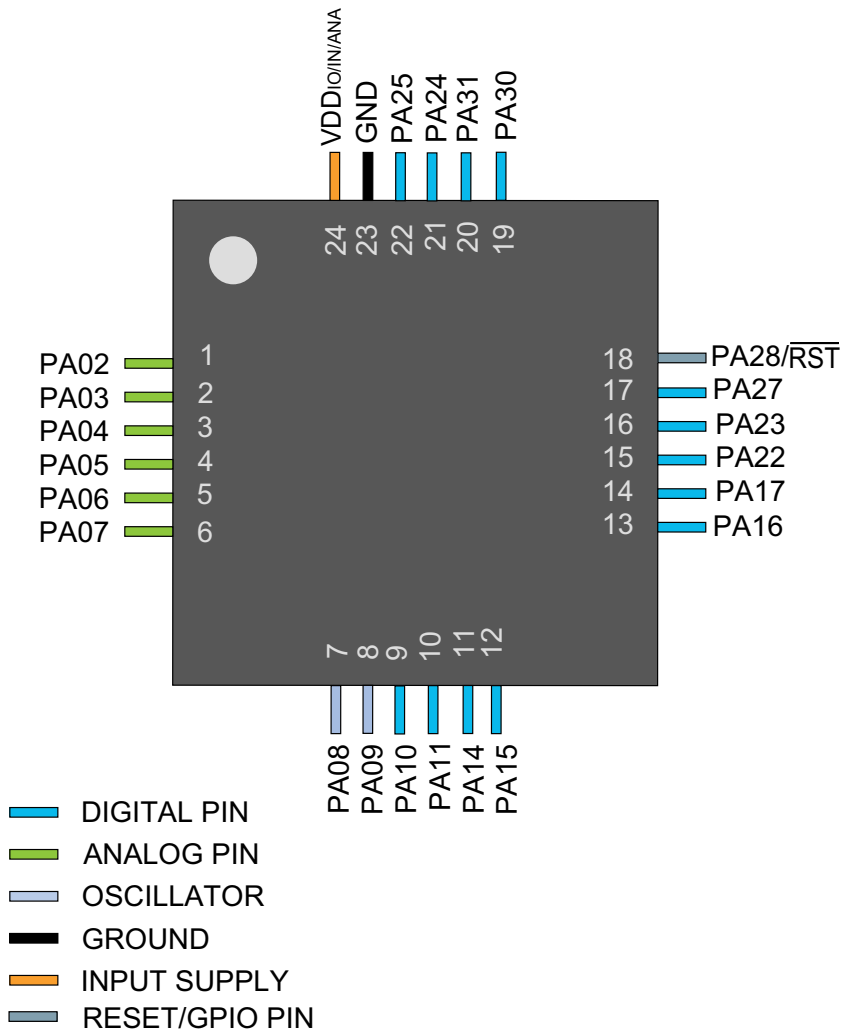 VDDIO/IN/ANA
GND
PA25
PA24
PA31
PA30
24
23
22
21
20
19
PA02 1
PA03 2
PA04 3
PA05 4
PA06 5
PA07 6
18 PA28/R̅S̅T̅
17 PA27
16 PA23
15 PA22
14 PA17
13 PA16
7
8
9
10
11
12
PA08
PA09
PA10
PA11
PA14
PA15
DIGITAL PIN
ANALOG PIN
OSCILLATOR
GROUND
INPUT SUPPLY
RESET/GPIO PIN